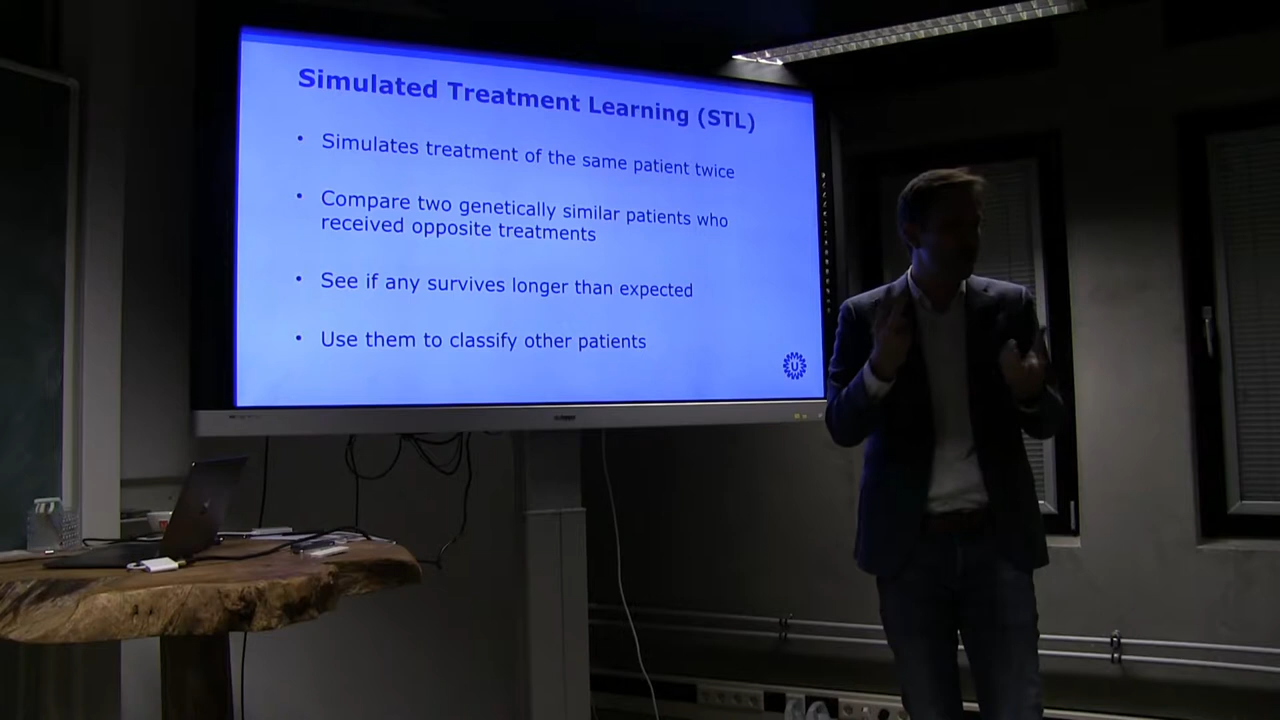 Simulated Treatment Learning (STL)
• Simulates treatment of the same patient twice
• Compare two genetically similar patients who
received opposite treatments
• See if any survives longer than expected
• Use them to classify other patients
U